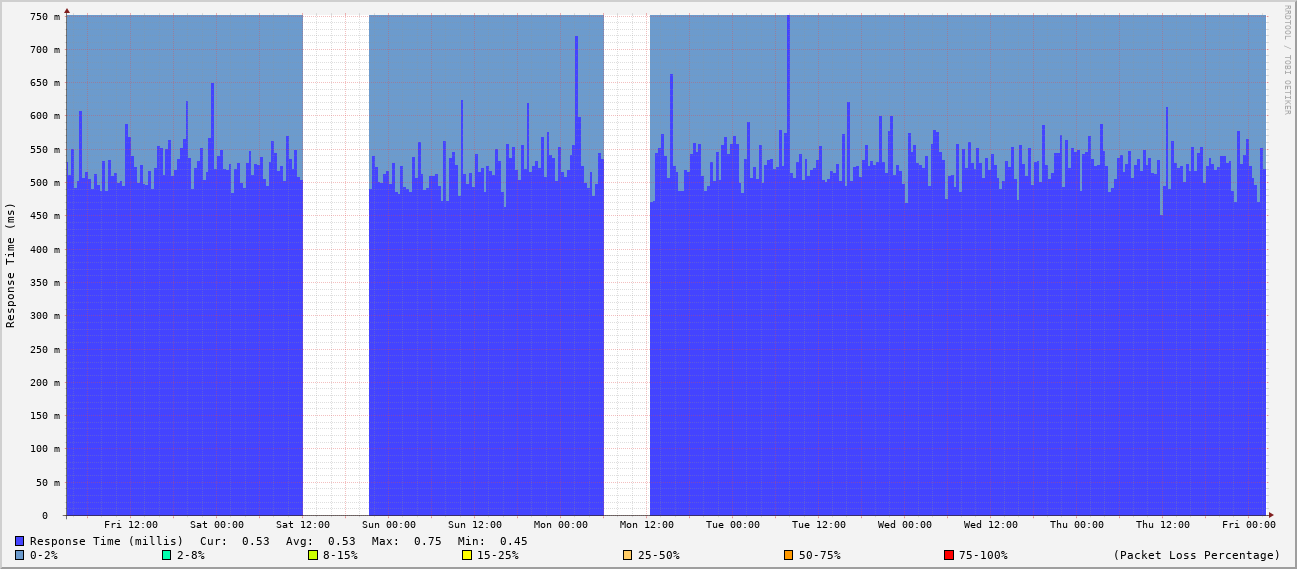 RRDTOOL / TOBI OETIKER
Response Time (ms)
750 m
700 m
650 m
600 m
550 m
500 m
450 m
400 m
350 m
300 m
250 m
200 m
150 m
100 m
50 m
0
Fri 12:00 Sat 00:00 Sat 12:00 Sun 00:00 Sun 12:00 Mon 00:00 Mon 12:00 Tue 00:00 Tue 12:00 Wed 00:00 Wed 12:00 Thu 00:00 Thu 12:00 Fri 00:00
Response Time (millis) Cur: 0.53 Avg: 0.53 Max: 0.75 Min: 0.45
0-2% 2-8% 8-15% 15-25% 25-50% 50-75% 75-100% (Packet Loss Percentage)